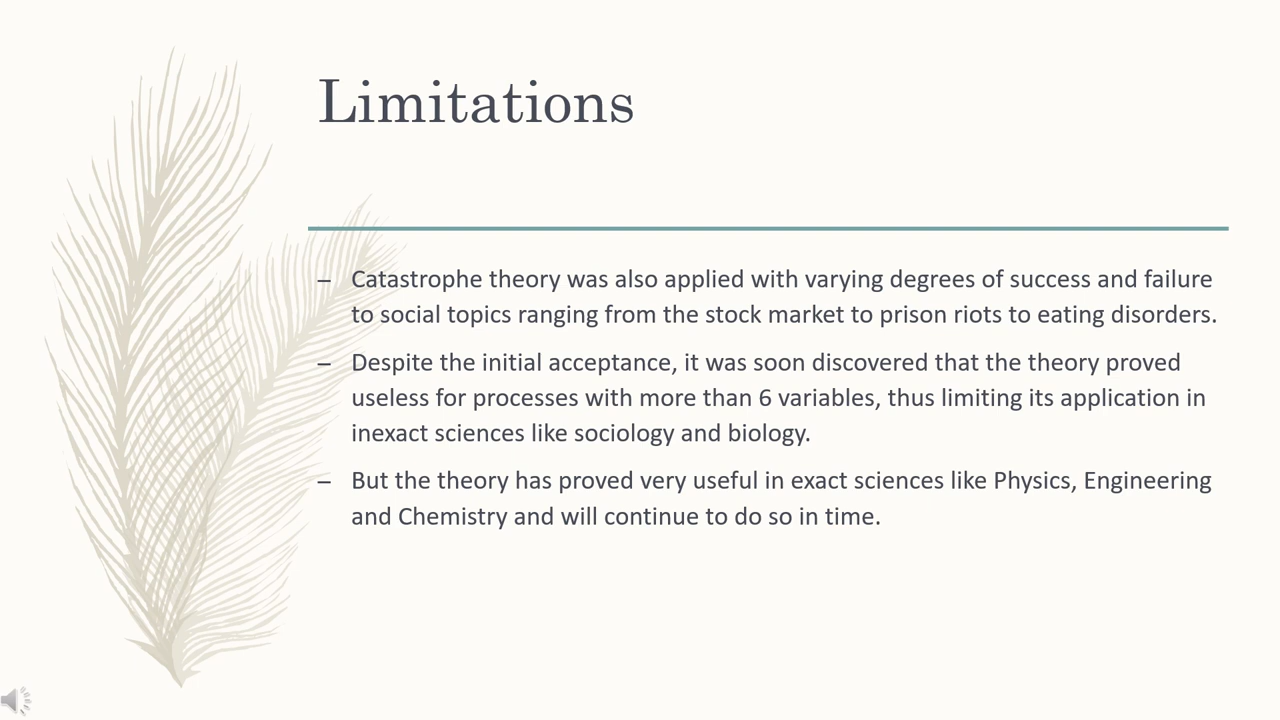 Limitations
– Catastrophe theory was also applied with varying degrees of success and failure
to social topics ranging from the stock market to prison riots to eating disorders.
– Despite the initial acceptance, it was soon discovered that the theory proved
useless for processes with more than 6 variables, thus limiting its application in
inexact sciences like sociology and biology.
– But the theory has proved very useful in exact sciences like Physics, Engineering
and Chemistry and will continue to do so in time.